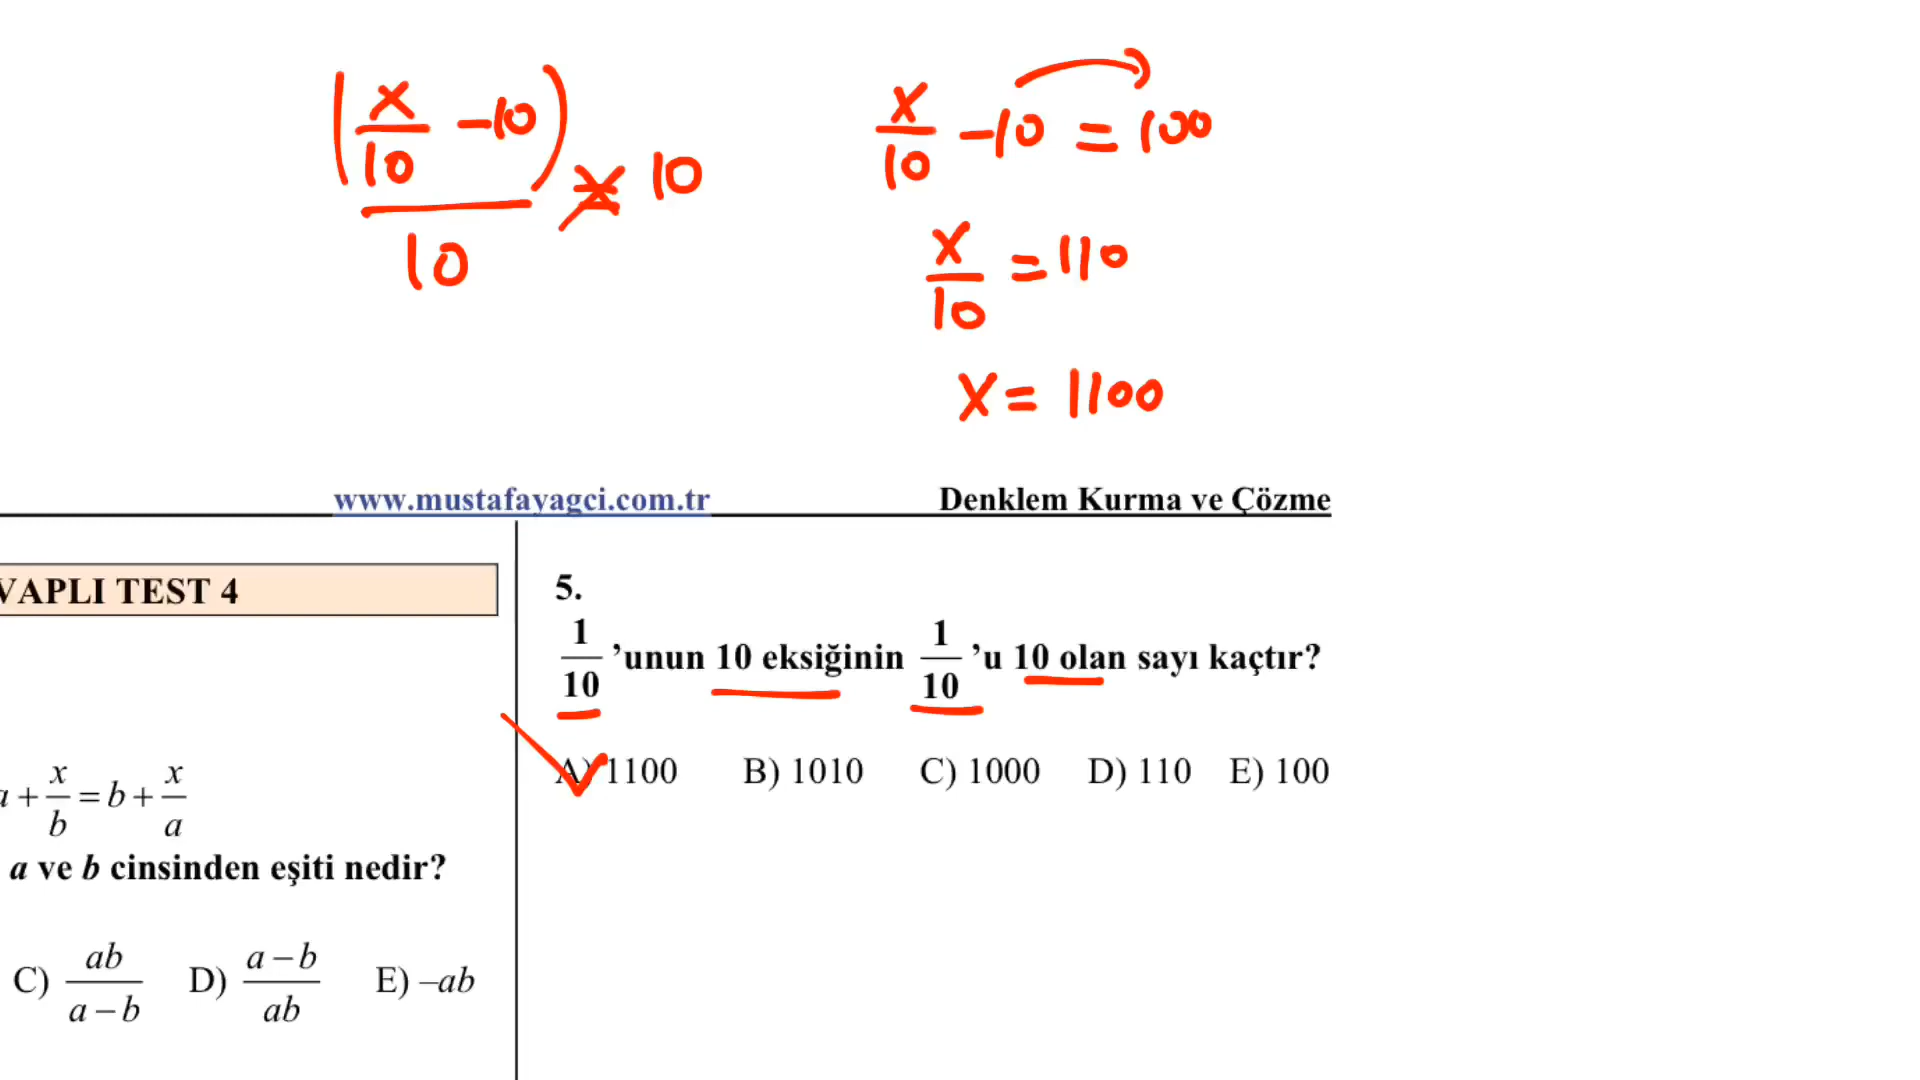 (x/10 - 10)/10 = 10
x/10 - 10 = 100
x/10 = 110
x = 1100
www.mustafayagci.com.tr
Denklem Kurma ve Çözme
VAPLI TEST 4
a + x/b = b + x/a
a ve b cinsinden eşiti nedir?
C) ab/(a – b) D) (a – b)/ab E) –ab
5.
1/10 ’unun 10 eksiğinin 1/10 ’u 10 olan sayı kaçtır?
A) 1100 B) 1010 C) 1000 D) 110 E) 100